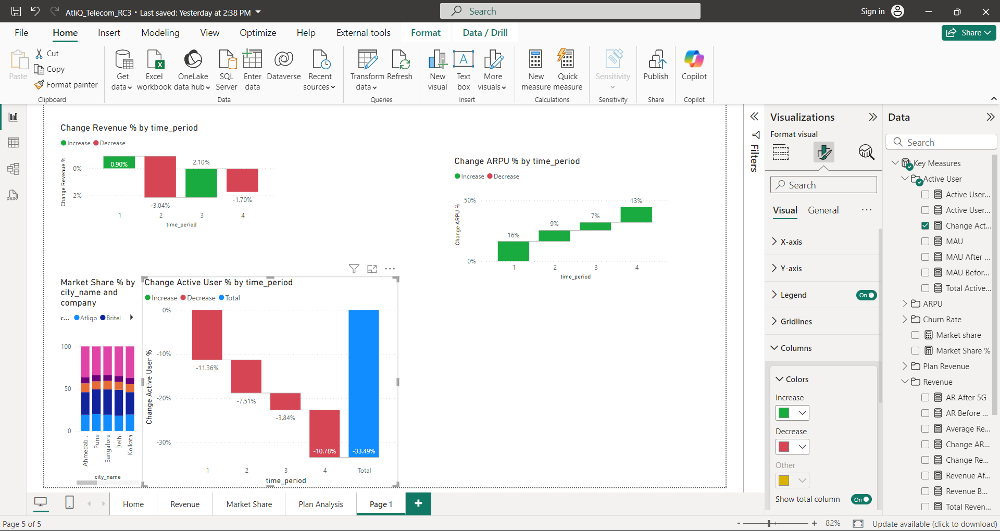 AtliQ_Telecom_RC3 • Last saved: Yesterday at 2:38 PM
Search
Sign in
File Home Insert Modeling View Optimize Help External tools Format Data / Drill
Share
Paste
Cut
Copy
Format painter
Clipboard
Get data
Excel workbook
OneLake data hub
SQL Server
Enter data
Dataverse
Recent sources
Data
Transform data
Refresh
Queries
New visual
Text box
More visuals
Insert
New measure
Quick measure
Calculations
Sensitivity
Sensitivity
Publish
Share
Copilot
Copilot
DAX
Change Revenue % by time_period
Increase Decrease
Change Revenue %
0%
-2%
0.90%
-3.04%
2.10%
-1.70%
1 2 3 4
time_period
Change ARPU % by time_period
Increase Decrease
Change ARPU %
50%
0%
16%
9%
7%
13%
1 2 3 4
time_period
Market Share % by
city_name and
company
c... Atliqo Britel
100
50
0
Ahmedab...
Pune
Bangalore
Delhi
Kolkata
city_name
Change Active User % by time_period
Increase Decrease Total
Change Active User %
0%
-10%
-20%
-30%
-11.36%
-7.51%
-3.84%
-10.78%
-33.49%
1 2 3 4 Total
time_period
Filters
Visualizations
Format visual
Search
Visual General ...
X-axis
Y-axis
Legend On
Gridlines
Columns
Colors
Increase
Decrease
Other
Show total column On
Data
Search
Key Measures
Active User
Active User...
Active User...
Change Act...
MAU
MAU After ...
MAU Befor...
Total Active...
ARPU
Churn Rate
Market share
Market Share %
Plan Revenue
Revenue
AR After 5G
AR Before ...
Average Re...
Change AR...
Change Re...
Revenue Af...
Revenue B...
Total Reven...
Home Revenue Market Share Plan Analysis Page 1 +
Page 5 of 5
- + 82%
Update available (click to download)